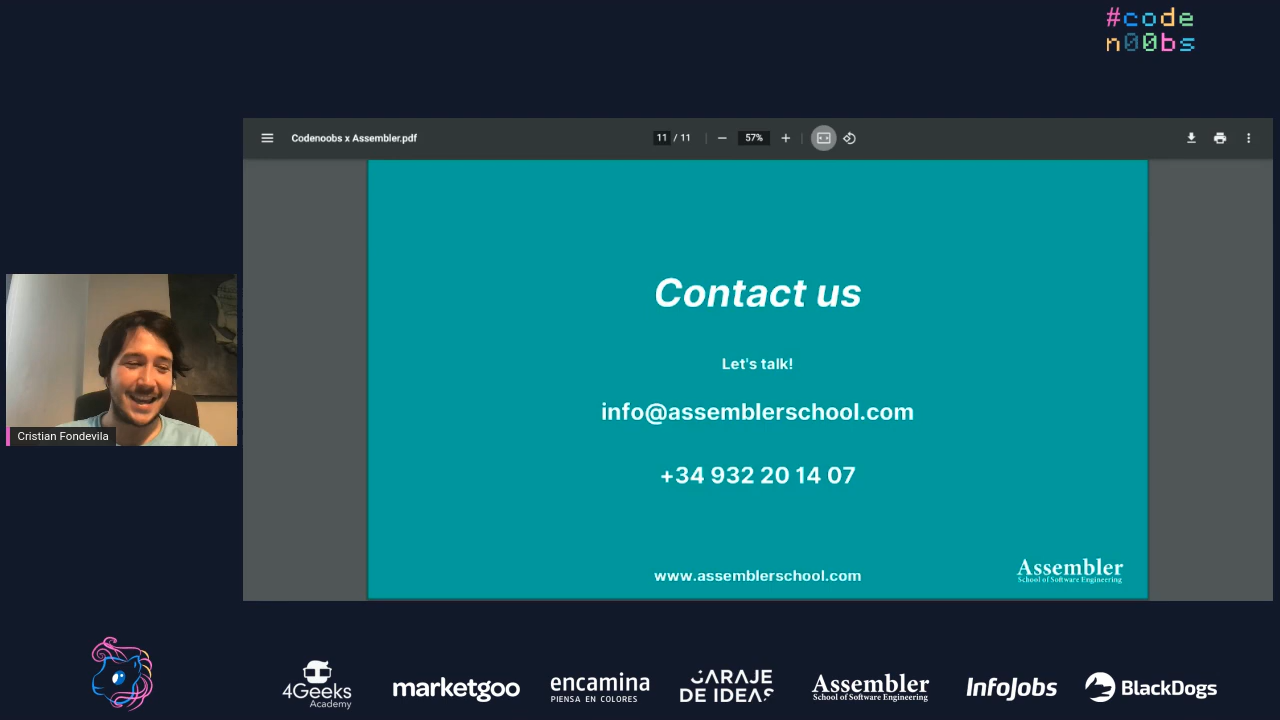 #code
n00bs
Codenoobs x Assembler.pdf
11 / 11
57%
Contact us
Let's talk!
info@assemblerschool.com
+34 932 20 14 07
www.assemblerschool.com
Assembler
School of Software Engineering
Cristian Fondevila
4Geeks
Academy
marketgoo
encamina
PIENSA EN COLORES
GARAJE
DE IDEAS
Assembler
School of Software Engineering
InfoJobs
BlackDogs